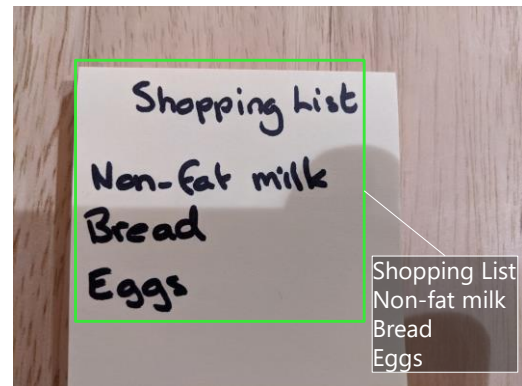 Shopping List
Non-fat milk
Bread
Eggs
Shopping List
Non-fat milk
Bread
Eggs